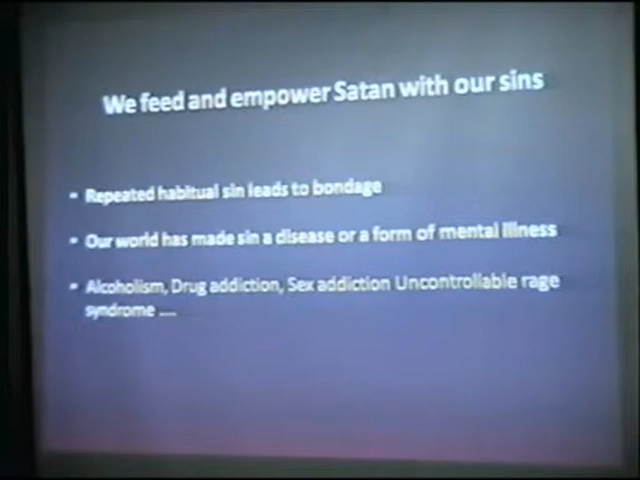 We feed and empower Satan with our sins
• Repeated habitual sin leads to bondage
• Our world has made sin a disease or a form of mental illness
• Alcoholism, Drug addiction, Sex addiction Uncontrollable rage
syndrome ....